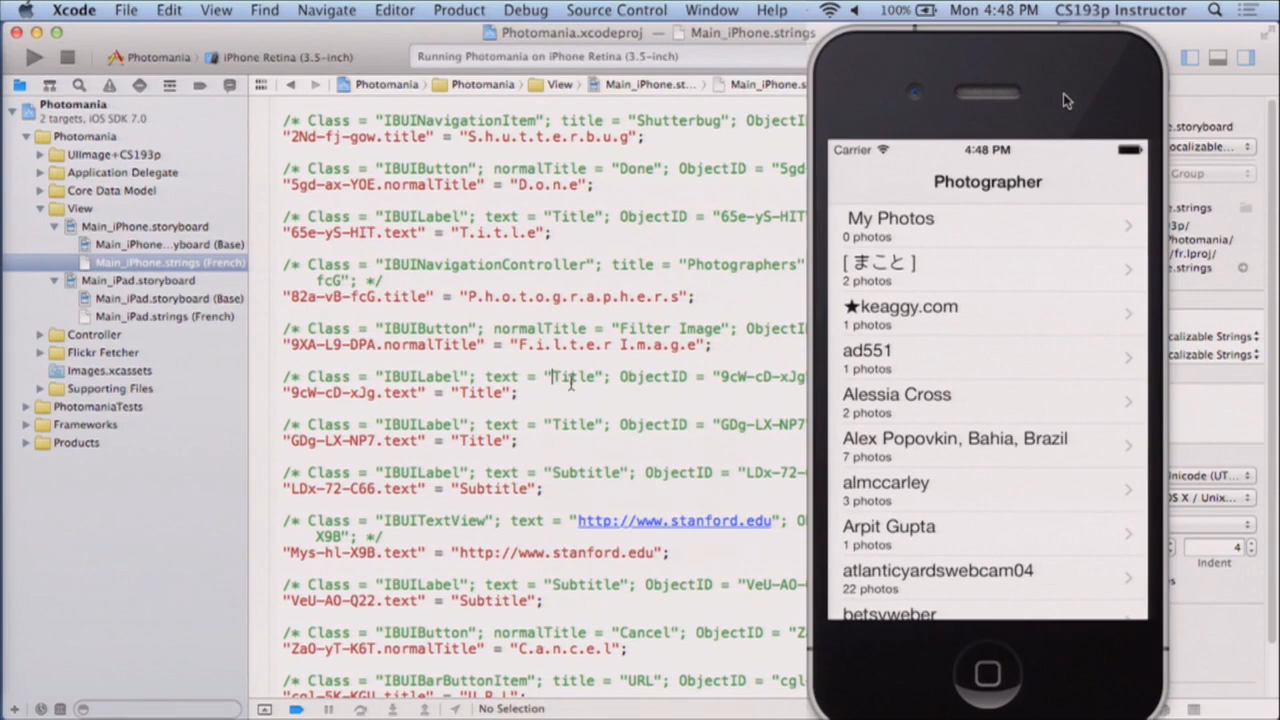 Xcode File Edit View Find Navigate Editor Product Debug Source Control Window Help 100% Mon 4:48 PM CS193p Instructor
Photomania.xcodeproj — Main_iPhone.strings
Photomania iPhone Retina (3.5-inch) Running Photomania on iPhone Retina (3.5-inch)
Photomania Photomania View Main_iPhone.st... Main_iPhone.s
Photomania
2 targets, iOS SDK 7.0
Photomania
UIImage+CS193p
Application Delegate
Core Data Model
View
Main_iPhone.storyboard
Main_iPhone...yboard (Base)
Main_iPhone.strings (French)
Main_iPad.storyboard
Main_iPad.storyboard (Base)
Main_iPad.strings (French)
Controller
Flickr Fetcher
Images.xcassets
Supporting Files
PhotomaniaTests
Frameworks
Products
/* Class = "IBUINavigationItem"; title = "Shutterbug"; ObjectID
"2Nd-fj-gow.title" = "S.h.u.t.t.e.r.b.u.g";
/* Class = "IBUIButton"; normalTitle = "Done"; ObjectID = "5gd
"5gd-ax-YOE.normalTitle" = "D.o.n.e";
/* Class = "IBUILabel"; text = "Title"; ObjectID = "65e-yS-HIT"
"65e-yS-HIT.text" = "T.i.t.l.e";
/* Class = "IBUINavigationController"; title = "Photographers"
fcG"; */
"82a-vB-fcG.title" = "P.h.o.t.o.g.r.a.p.h.e.r.s";
/* Class = "IBUIButton"; normalTitle = "Filter Image"; ObjectI
"9XA-L9-DPA.normalTitle" = "F.i.l.t.e.r I.m.a.g.e";
/* Class = "IBUILabel"; text = "Title"; ObjectID = "9cW-cD-xJg
"9cW-cD-xJg.text" = "Title";
/* Class = "IBUILabel"; text = "Title"; ObjectID = "GDg-LX-NP7
"GDg-LX-NP7.text" = "Title";
/* Class = "IBUILabel"; text = "Subtitle"; ObjectID = "LDx-72-
"LDx-72-C66.text" = "Subtitle";
/* Class = "IBUITextView"; text = "http://www.stanford.edu"; O
X9B"; */
"Mys-hl-X9B.text" = "http://www.stanford.edu";
/* Class = "IBUILabel"; text = "Subtitle"; ObjectID = "VeU-AO-
"VeU-AO-Q22.text" = "Subtitle";
/* Class = "IBUIButton"; normalTitle = "Cancel"; ObjectID = "Za
"ZaO-yT-K6T.normalTitle" = "C.a.n.c.e.l";
/* Class = "IBUIBarButtonItem"; title = "URL"; ObjectID = "cgl
No Selection
Carrier 4:48 PM
Photographer
My Photos
0 photos
[ まこと ]
2 photos
★keaggy.com
1 photos
ad551
1 photos
Alessia Cross
2 photos
Alex Popovkin, Bahia, Brazil
7 photos
almccarley
3 photos
Arpit Gupta
1 photos
atlanticyardswebcam04
22 photos
betsyweber
.storyboard
ocalizable...
Group
.strings
3p/
otomania/
/fr.lproj/
e.strings
alizable Strings
alizable Strings
nicode (UT...
S X / Unix...
4
Indent